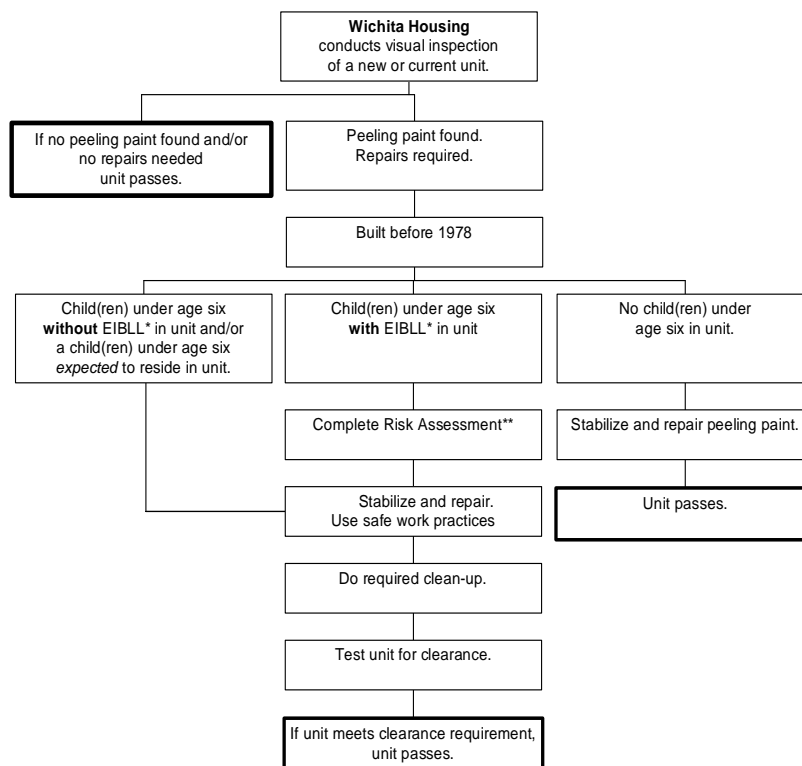 Wichita Housing
conducts visual inspection
of a new or current unit.
If no peeling paint found and/or
no repairs needed
unit passes.
Peeling paint found.
Repairs required.
Built before 1978
Child(ren) under age six
without EIBLL* in unit and/or
a child(ren) under age six
expected to reside in unit.
Child(ren) under age six
with EIBLL* in unit
No child(ren) under
age six in unit.
Complete Risk Assessment**
Stabilize and repair peeling paint.
Stabilize and repair.
Use safe work practices
Unit passes.
Do required clean-up.
Test unit for clearance.
If unit meets clearance requirement,
unit passes.